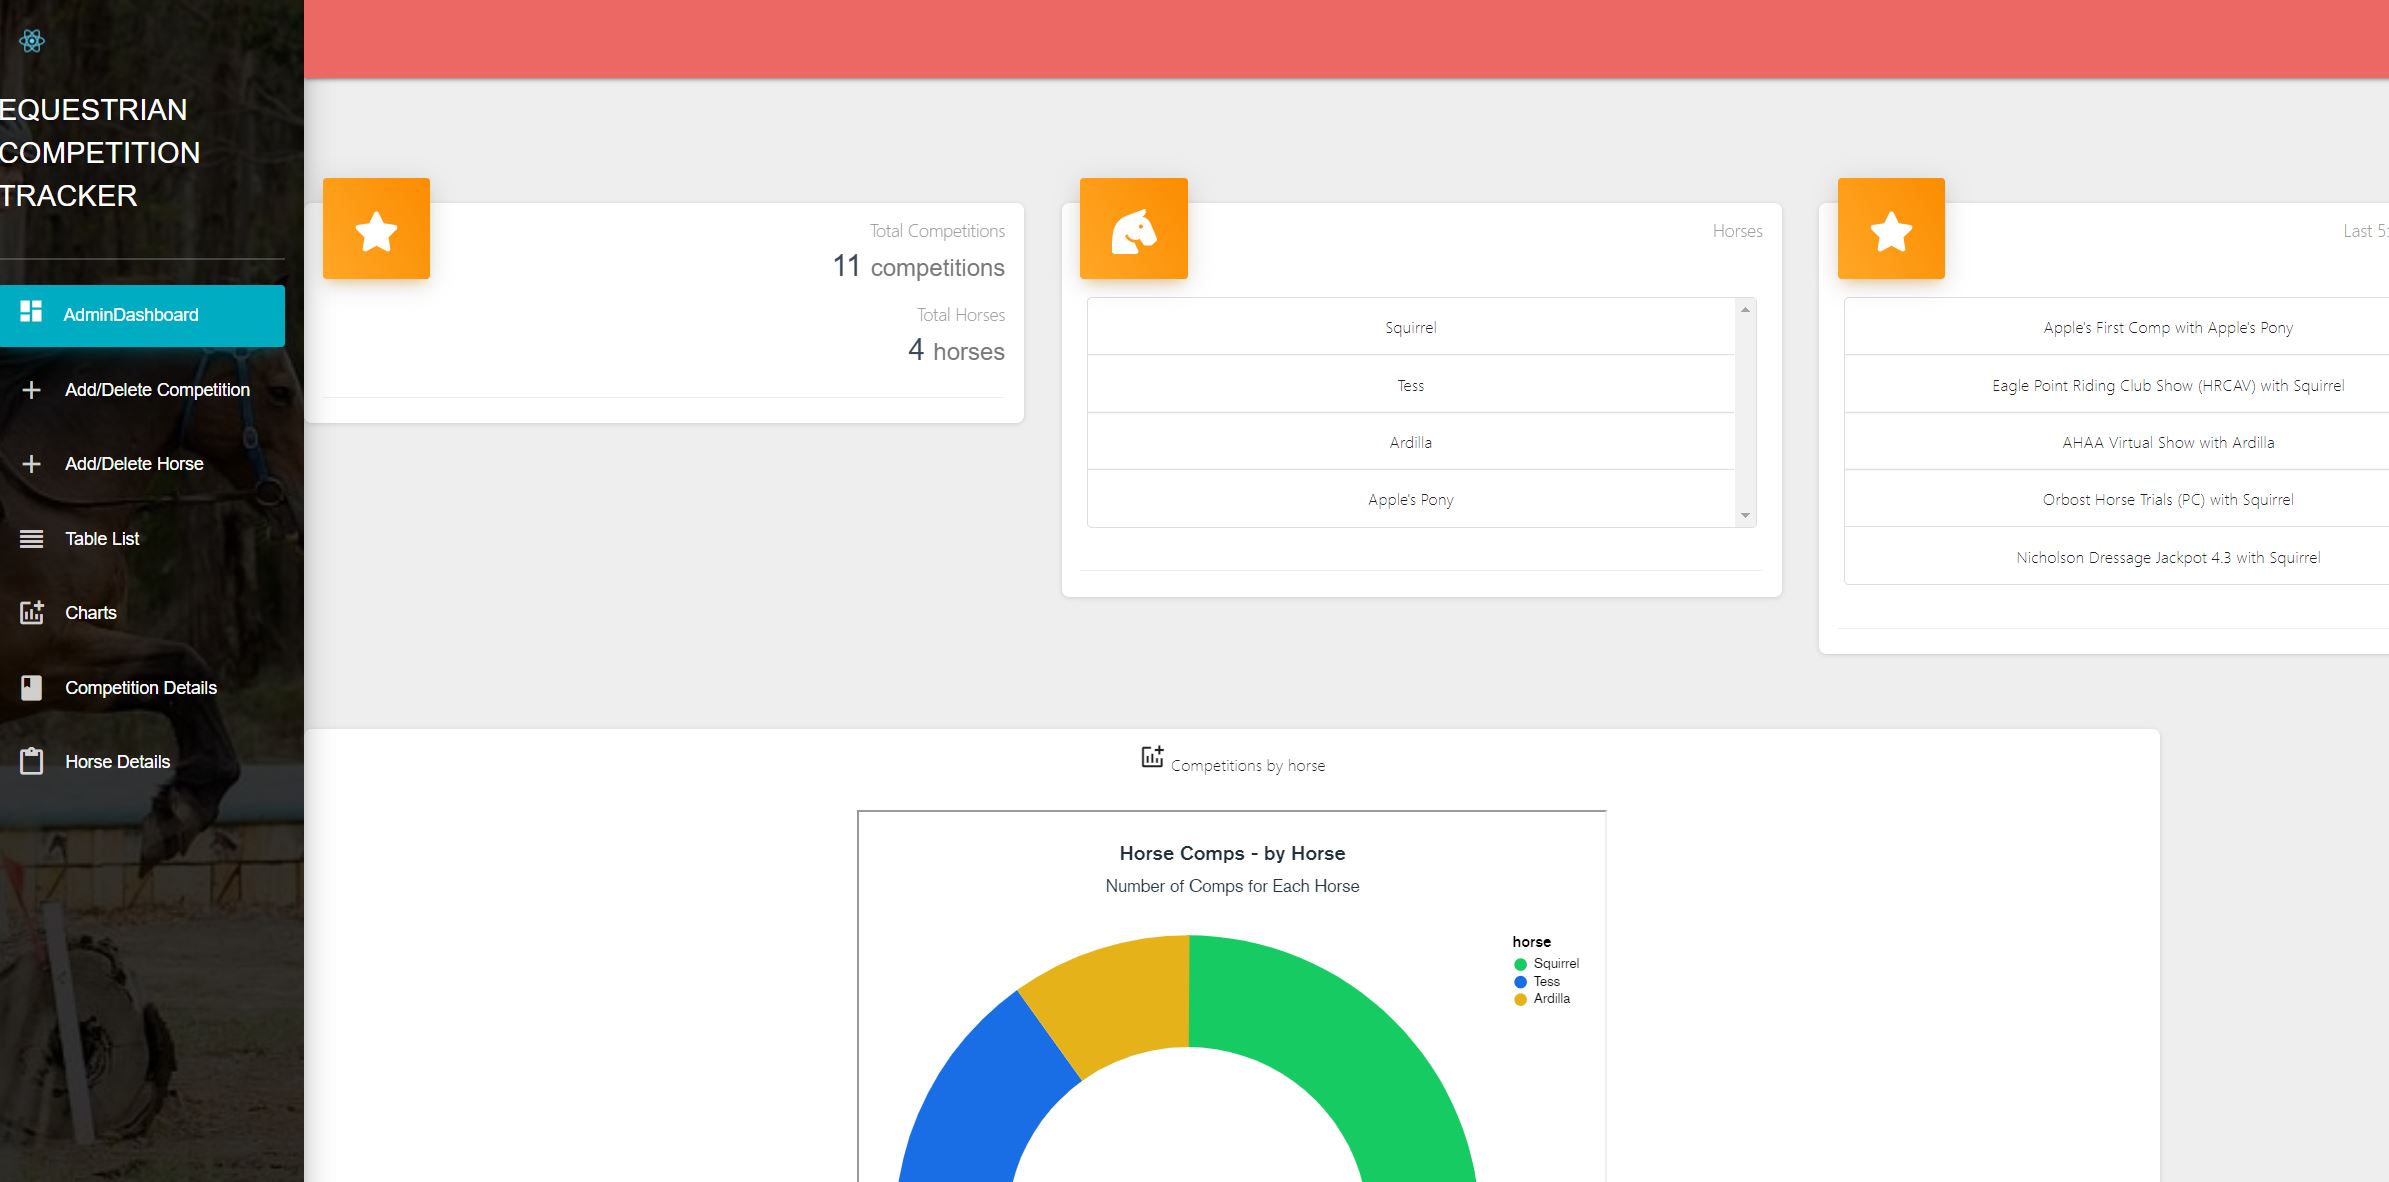 EQUESTRIAN
COMPETITION
TRACKER
AdminDashboard
Add/Delete Competition
Add/Delete Horse
Table List
Charts
Competition Details
Horse Details
Total Competitions
11 competitions
Total Horses
4 horses
Horses
Squirrel
Tess
Ardilla
Apple's Pony
Last 5:
Apple's First Comp with Apple's Pony
Eagle Point Riding Club Show (HRCAV) with Squirrel
AHAA Virtual Show with Ardilla
Orbost Horse Trials (PC) with Squirrel
Nicholson Dressage Jackpot 4.3 with Squirrel
Competitions by horse
Horse Comps - by Horse
Number of Comps for Each Horse
horse
Squirrel
Tess
Ardilla